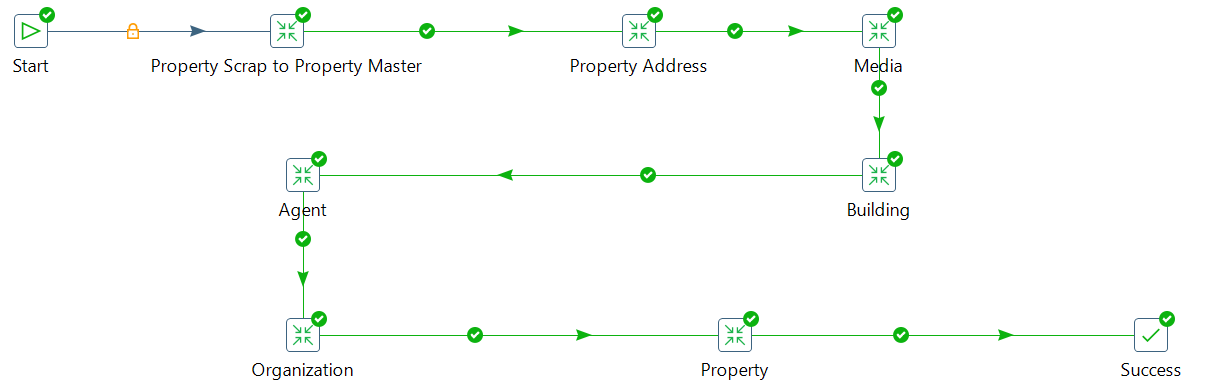 Start
Property Scrap to Property Master
Property Address
Media
Agent
Building
Organization
Property
Success